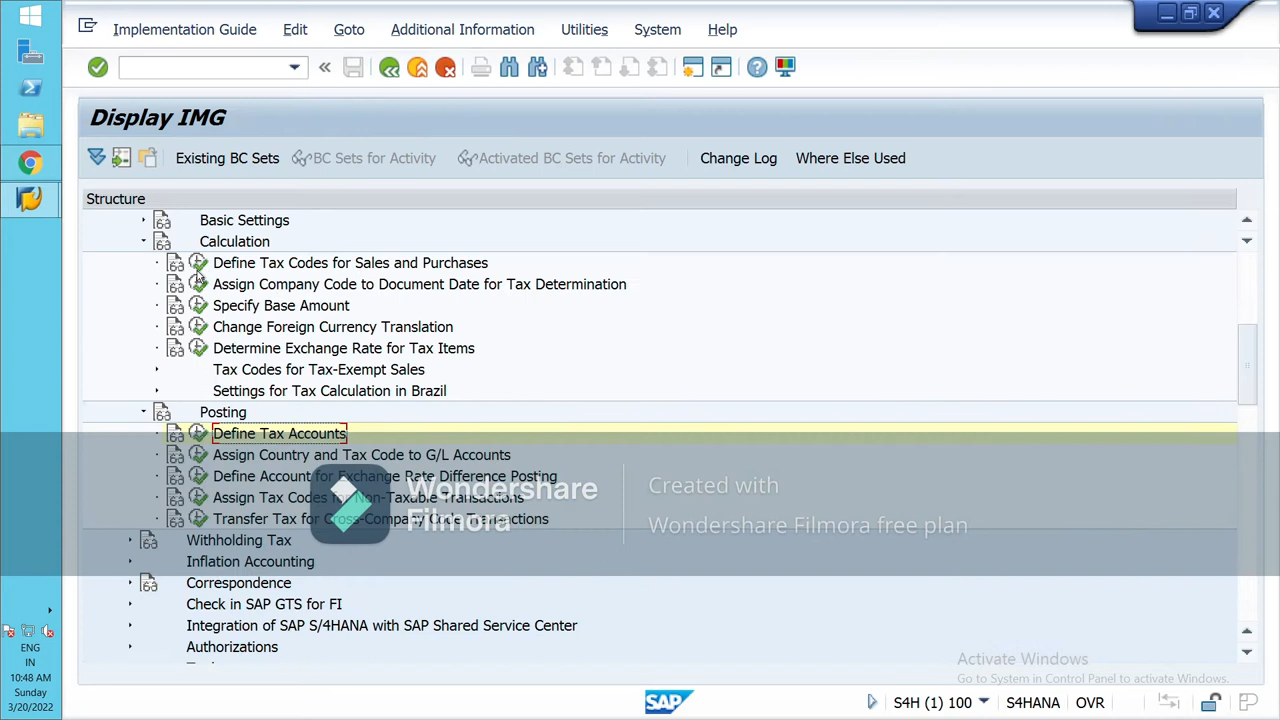 Implementation Guide Edit Goto Additional Information Utilities System Help
Display IMG
Existing BC Sets BC Sets for Activity Activated BC Sets for Activity Change Log Where Else Used
Structure
Basic Settings
Calculation
Define Tax Codes for Sales and Purchases
Assign Company Code to Document Date for Tax Determination
Specify Base Amount
Change Foreign Currency Translation
Determine Exchange Rate for Tax Items
Tax Codes for Tax-Exempt Sales
Settings for Tax Calculation in Brazil
Posting
Define Tax Accounts
Assign Country and Tax Code to G/L Accounts
Define Account for Exchange Rate Difference Posting
Assign Tax Codes for Non-Taxable Transactions
Transfer Tax for Cross-Company Code Transactions
Wondershare
Filmora
Created with
Wondershare Filmora free plan
Withholding Tax
Inflation Accounting
Correspondence
Check in SAP GTS for FI
Integration of SAP S/4HANA with SAP Shared Service Center
Authorizations
Activate Windows
Go to System in Control Panel to activate Windows.
ENG
IN
10:48 AM
Sunday
3/20/2022
SAP
S4H (1) 100 S4HANA OVR